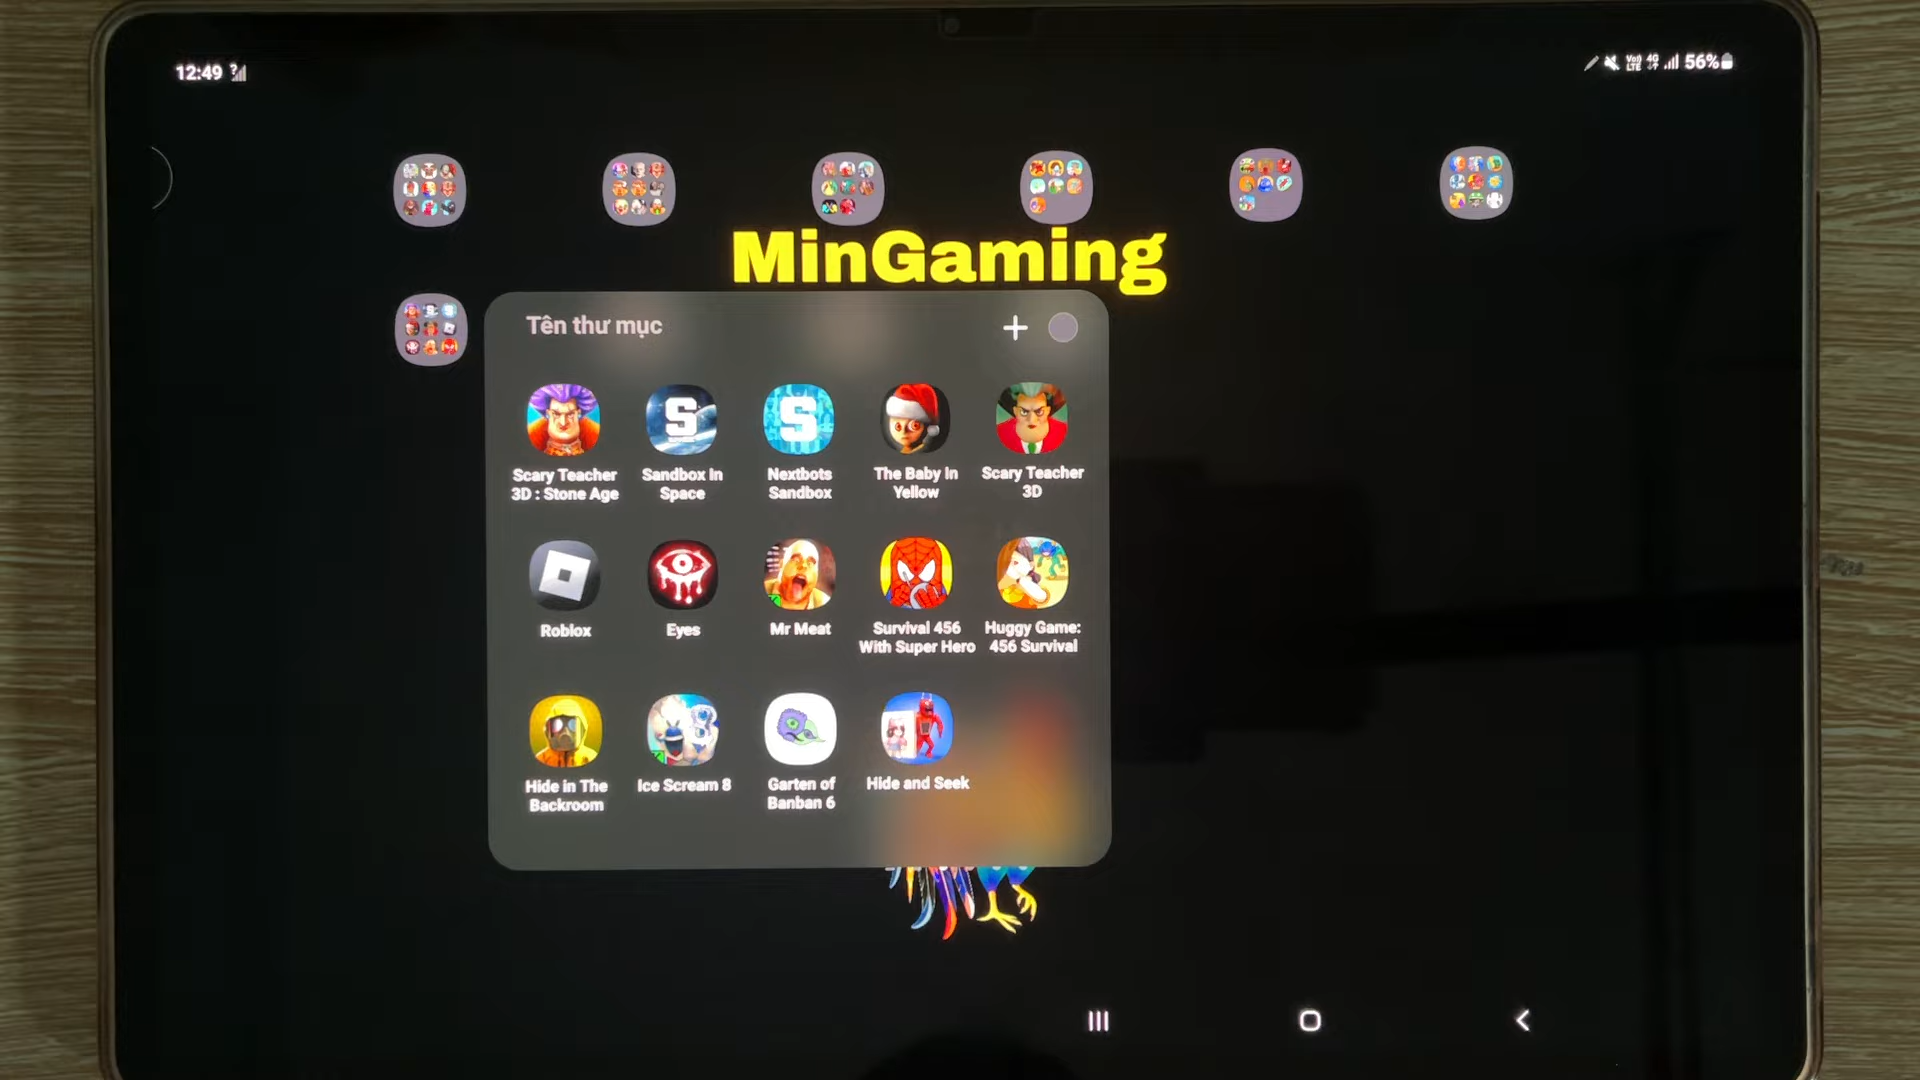 12:49
56%
MinGaming
Tên thư mục
Scary Teacher
3D : Stone Age
Sandbox In
Space
Nextbots
Sandbox
The Baby In
Yellow
Scary Teacher
3D
Roblox
Eyes
Mr Meat
Survival 456
With Super Hero
Huggy Game:
456 Survival
Hide in The
Backroom
Ice Scream 8
Garten of
Banban 6
Hide and Seek